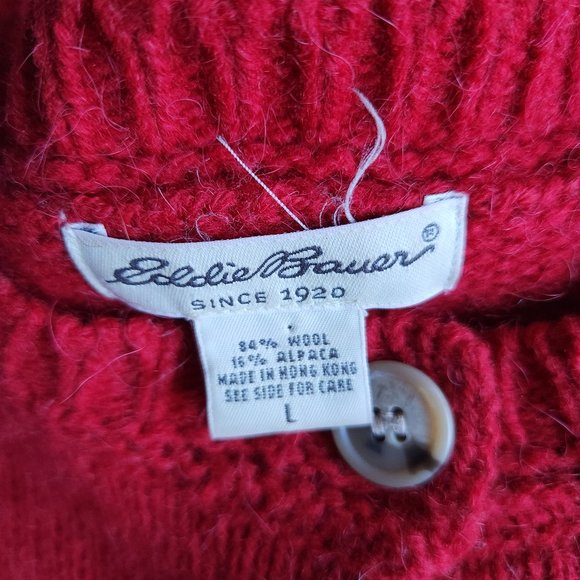 Eddie Bauer®
SINCE 1920
84% WOOL
16% ALPACA
MADE IN HONG KONG
SEE SIDE FOR CARE
L